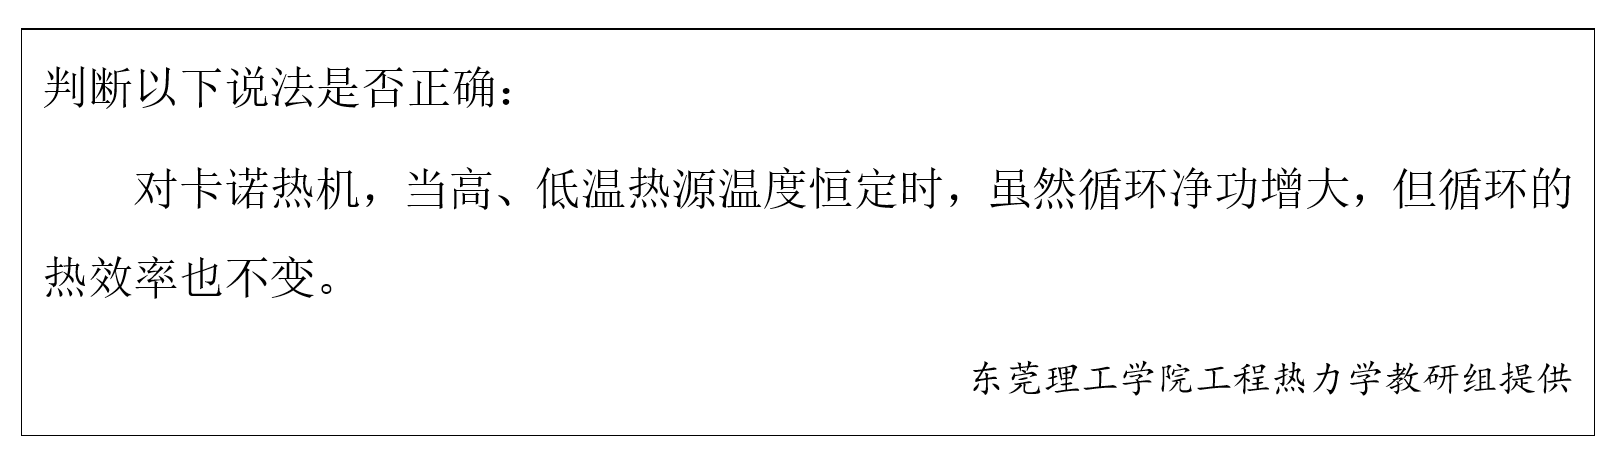 判断以下说法是否正确：
对卡诺热机，当高、低温热源温度恒定时，虽然循环净功增大，但循环的
热效率也不变。
东莞理工学院工程热力学教研组提供